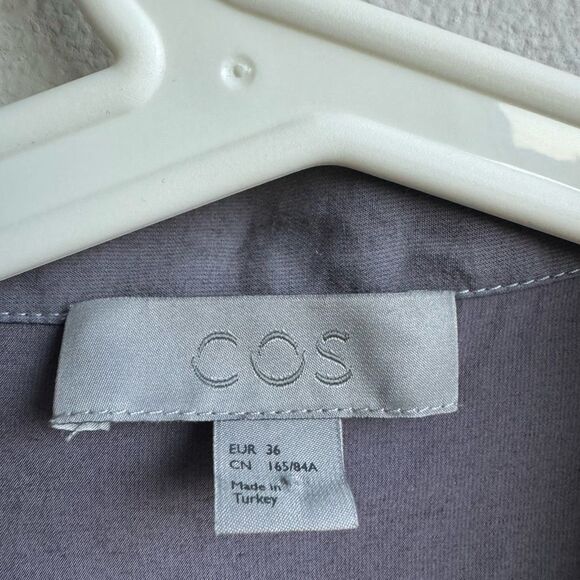 COS
EUR 36
CN 165/84A
Made in
Turkey